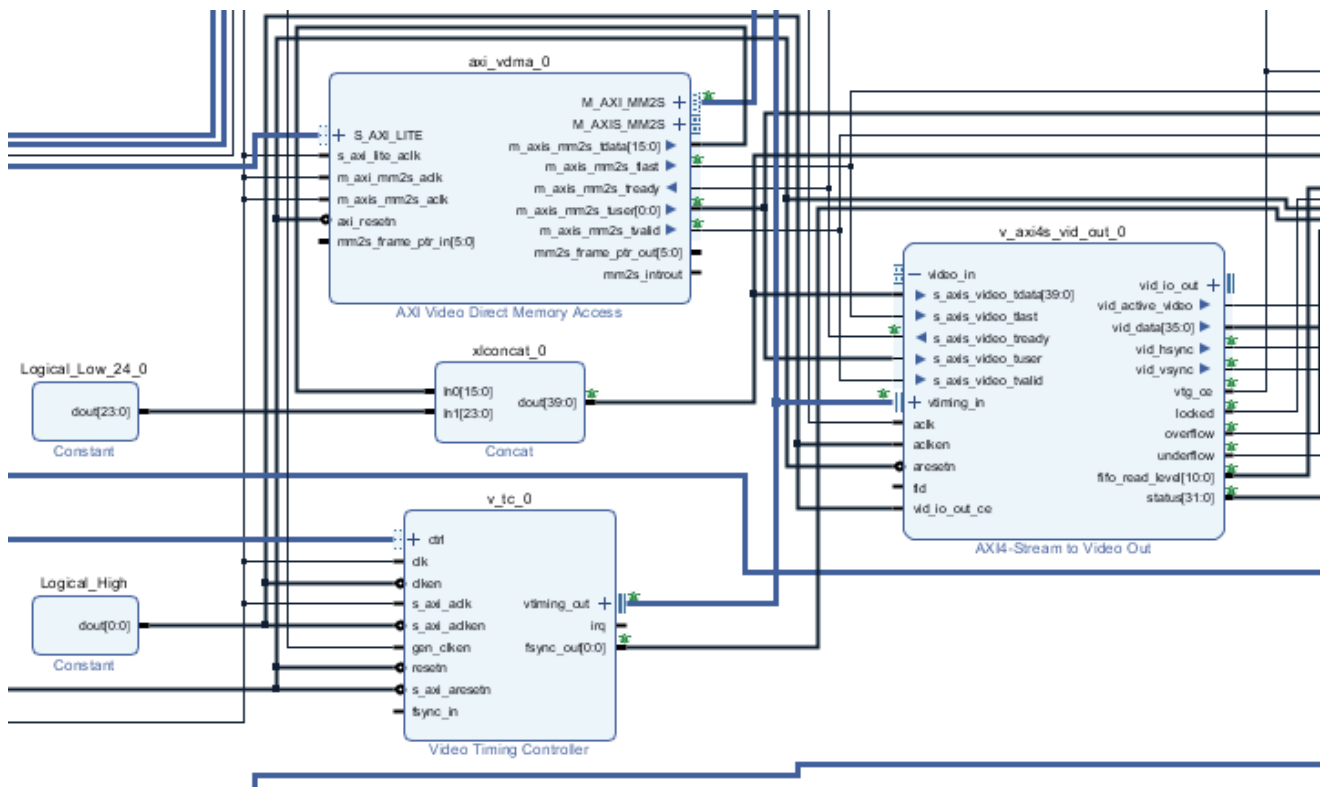 axi_vdma_0
M_AXI_MM2S
M_AXIS_MM2S
S_AXI_LITE
m_axis_mm2s_tdata[15:0]
s_axi_lite_aclk
m_axis_mm2s_tlast
m_axi_mm2s_aclk
m_axis_mm2s_tready
m_axis_mm2s_aclk
m_axis_mm2s_tuser[0:0]
axi_resetn
m_axis_mm2s_tvalid
mm2s_frame_ptr_in[5:0]
mm2s_frame_ptr_out[5:0]
mm2s_introut
AXI Video Direct Memory Access
v_axi4s_vid_out_0
video_in
vid_io_out
s_axis_video_tdata[39:0]
vid_active_video
s_axis_video_tlast
vid_data[35:0]
s_axis_video_tready
vid_hsync
s_axis_video_tuser
vid_vsync
s_axis_video_tvalid
vtg_ce
vtiming_in
locked
aclk
overflow
aclken
underflow
aresetn
fifo_read_level[10:0]
fid
status[31:0]
vid_io_out_ce
AXI4-Stream to Video Out
xlconcat_0
In0[15:0]
In1[23:0]
dout[39:0]
Concat
Logical_Low_24_0
dout[23:0]
Constant
v_tc_0
ctrl
clk
clken
s_axi_aclk
vtiming_out
s_axi_aclken
irq
gen_clken
fsync_out[0:0]
resetn
s_axi_aresetn
fsync_in
Video Timing Controller
Logical_High
dout[0:0]
Constant